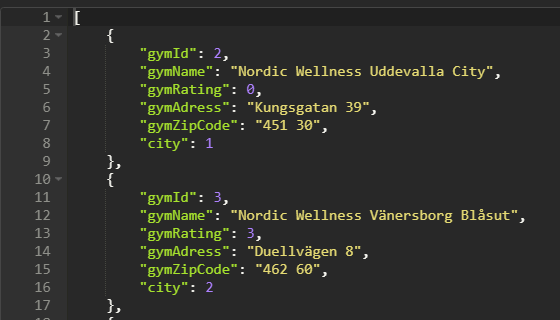 1 [
2 {
3 "gymId": 2,
4 "gymName": "Nordic Wellness Uddevalla City",
5 "gymRating": 0,
6 "gymAdress": "Kungsgatan 39",
7 "gymZipCode": "451 30",
8 "city": 1
9 },
10 {
11 "gymId": 3,
12 "gymName": "Nordic Wellness Vänersborg Blåsut",
13 "gymRating": 3,
14 "gymAdress": "Duellvägen 8",
15 "gymZipCode": "462 60",
16 "city": 2
17 },